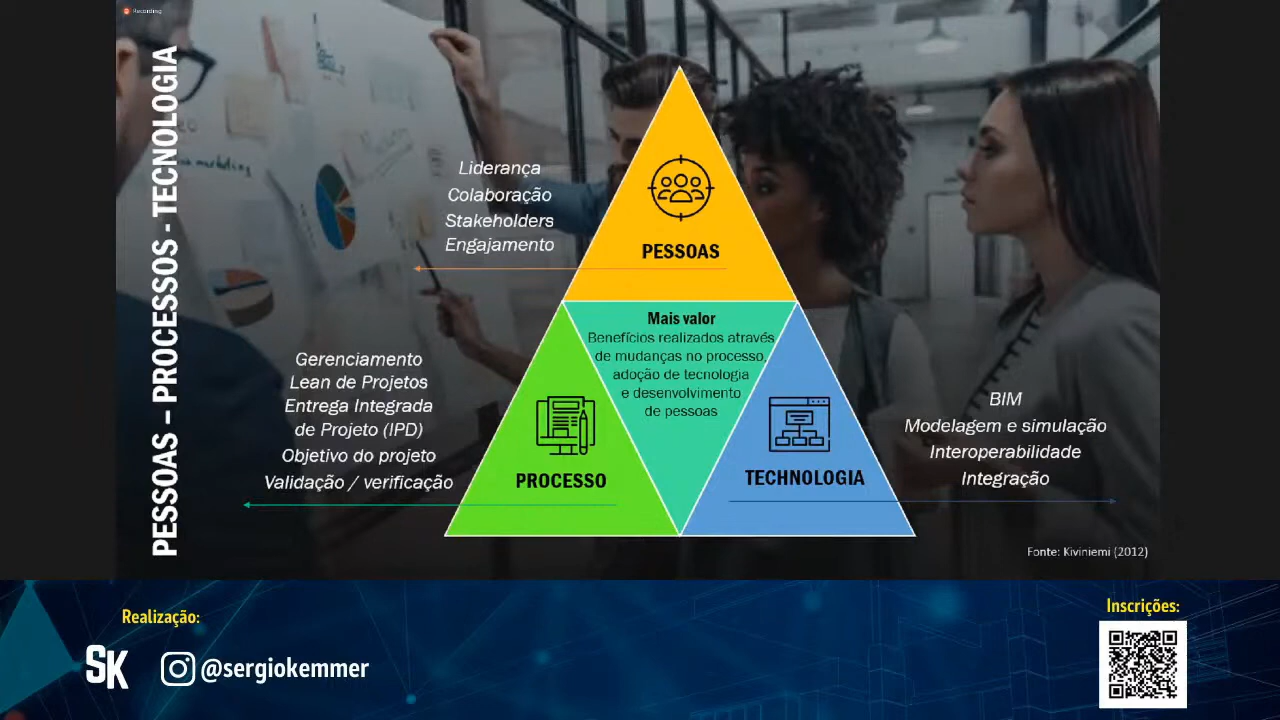 Recording
PESSOAS – PROCESSOS - TECNOLOGIA
Liderança
Colaboração
Stakeholders
Engajamento
PESSOAS
Mais valor
Benefícios realizados através
de mudanças no processo,
adoção de tecnologia
e desenvolvimento
de pessoas
Gerenciamento
Lean de Projetos
Entrega Integrada
de Projeto (IPD)
Objetivo do projeto
Validação / verificação
PROCESSO
TECHNOLOGIA
BIM
Modelagem e simulação
Interoperabilidade
Integração
Fonte: Kiviniemi (2012)
Realização:
SK
@sergiokemmer
Inscrições: